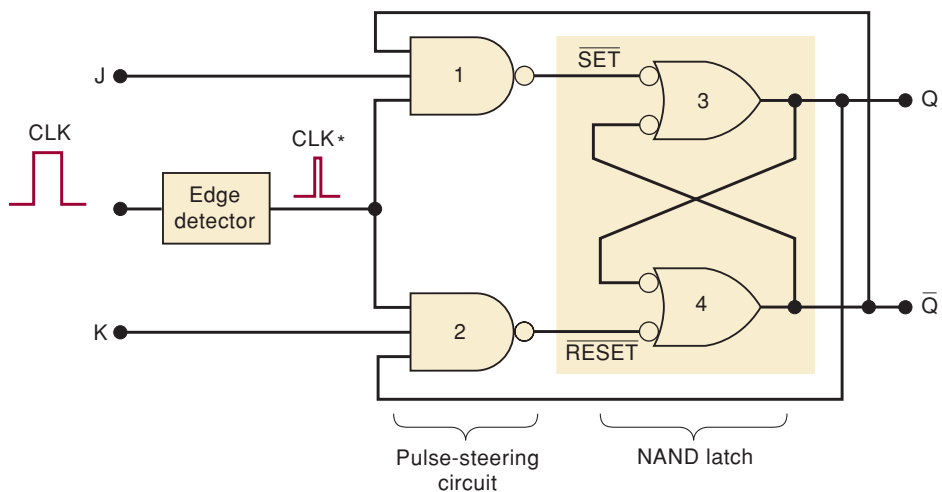 J
1
SET
3
Q
CLK
CLK*
Edge
detector
K
2
RESET
4
Q
Pulse-steering
circuit
NAND latch